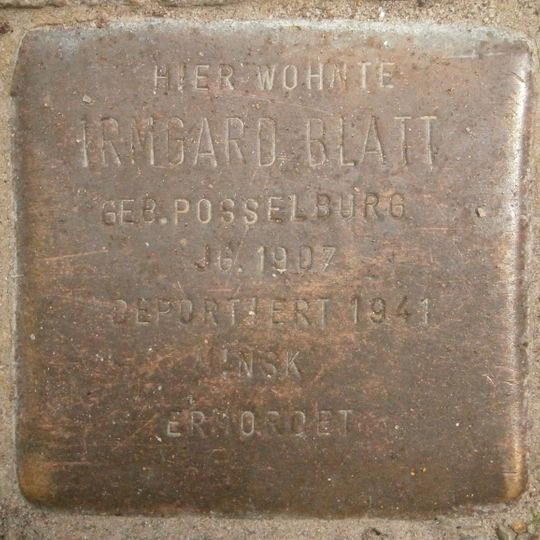 HIER WOHNTE
IRMGARD BLATT
GEB. POSSELBURG
JG. 1907
DEPORTIERT 1941
MINSK
ERMORDET